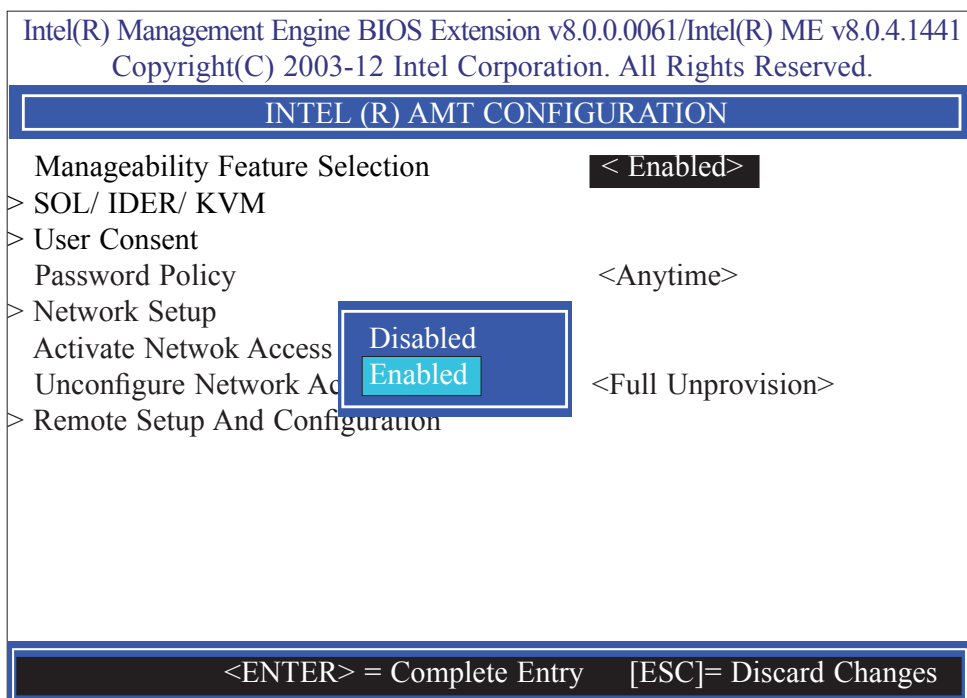 Intel(R) Management Engine BIOS Extension v8.0.0.0061/Intel(R) ME v8.0.4.1441
Copyright(C) 2003-12 Intel Corporation. All Rights Reserved.
INTEL (R) AMT CONFIGURATION
Manageability Feature Selection < Enabled>
> SOL/ IDER/ KVM
> User Consent
Password Policy <Anytime>
> Network Setup
Activate Netwok Access
Unconfigure Network Ac <Full Unprovision>
> Remote Setup And Configuration
Disabled
Enabled
<ENTER> = Complete Entry [ESC]= Discard Changes